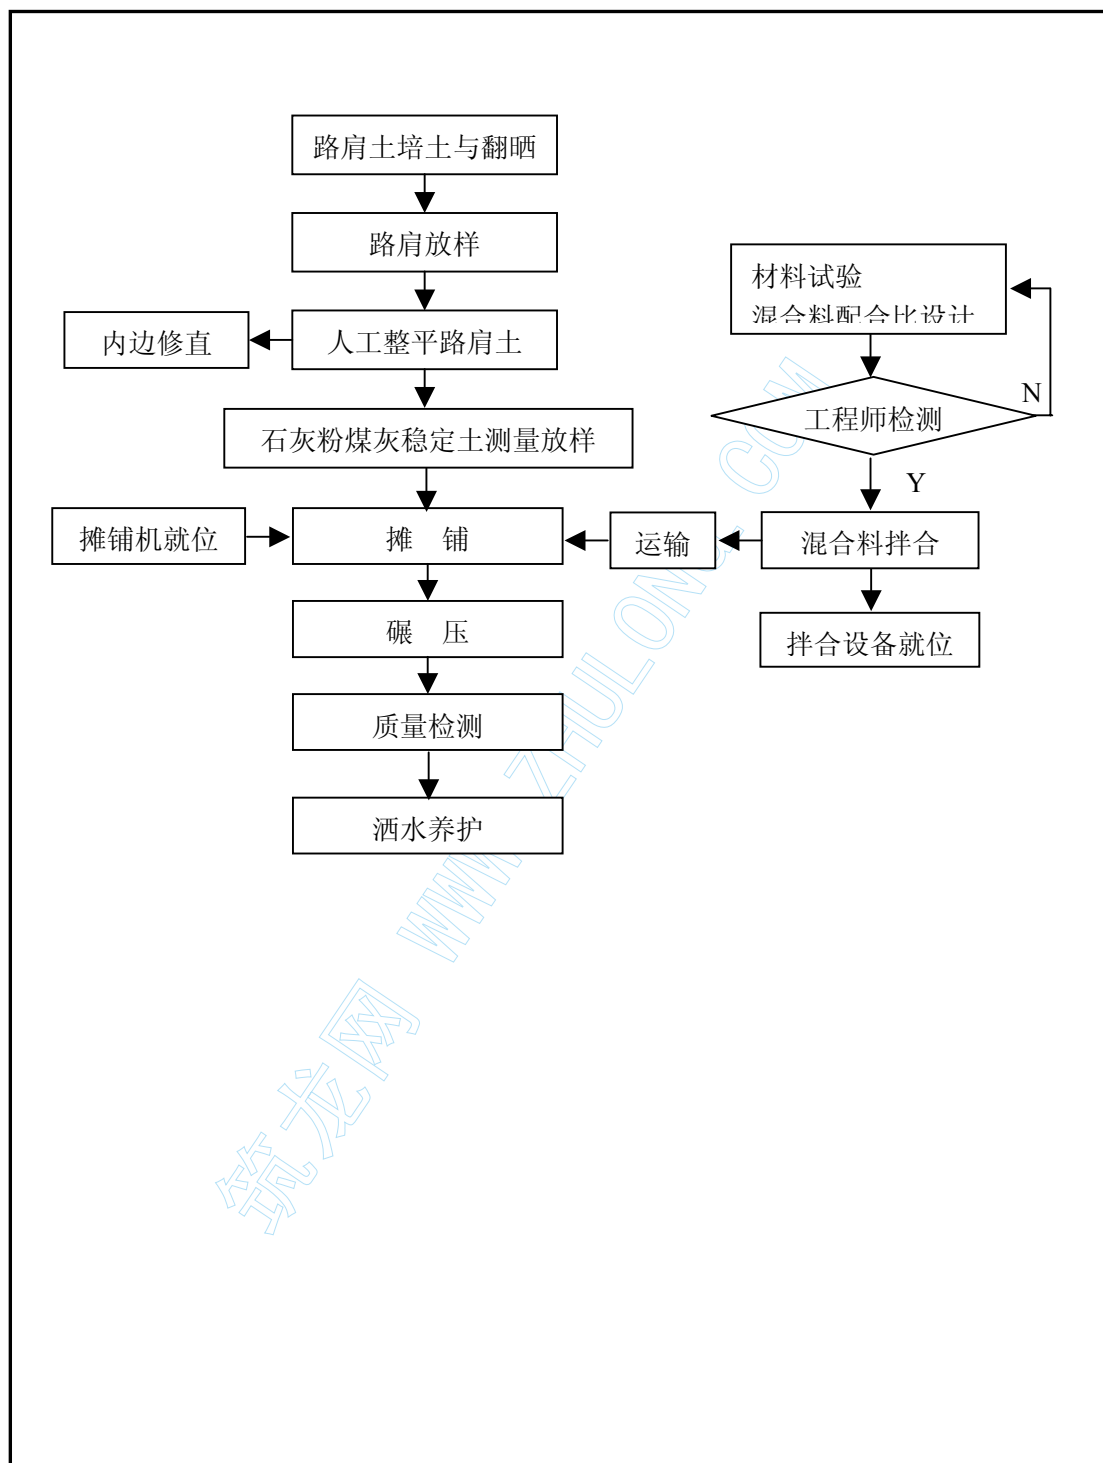 路肩土培土与翻晒
路肩放样
材料试验
混合料配合比设计
内边修直
人工整平路肩土
N
工程师检测
石灰粉煤灰稳定土测量放样
Y
摊铺机就位
摊 铺
运输
混合料拌合
碾 压
拌合设备就位
质量检测
洒水养护
筑龙网 WWW.ZHULONG.COM